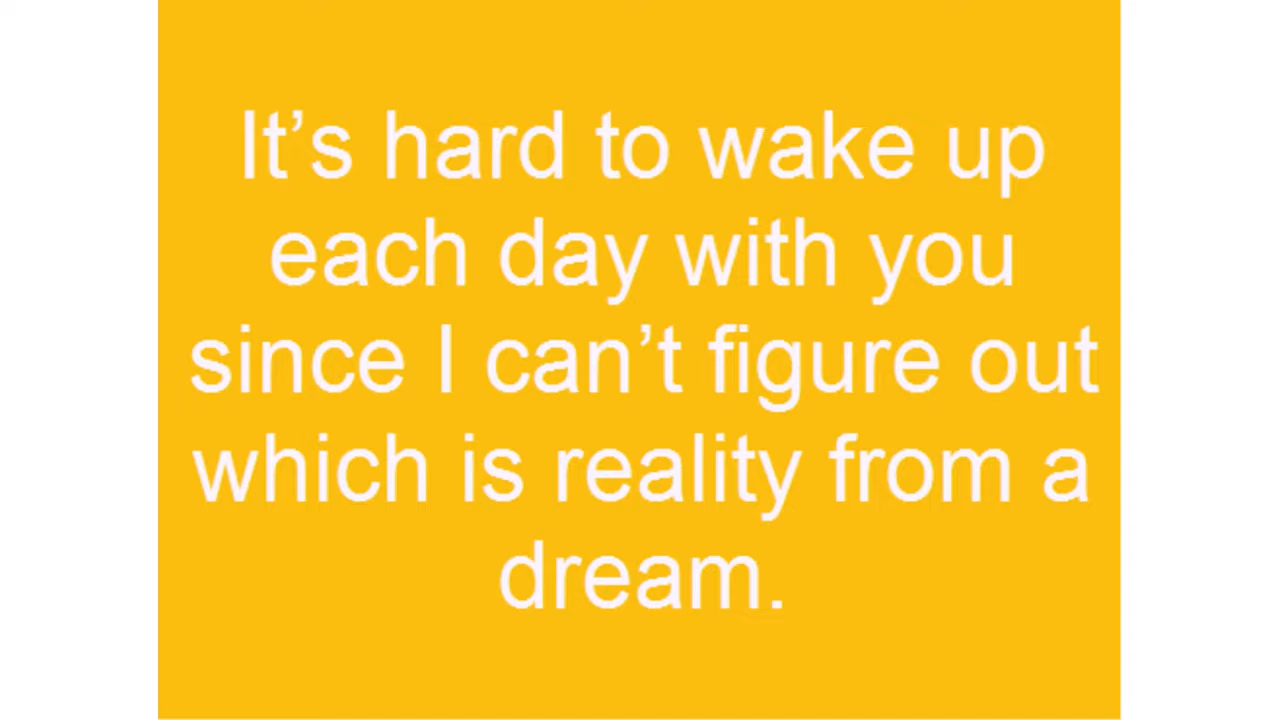 It’s hard to wake up
each day with you
since I can’t figure out
which is reality from a
dream.